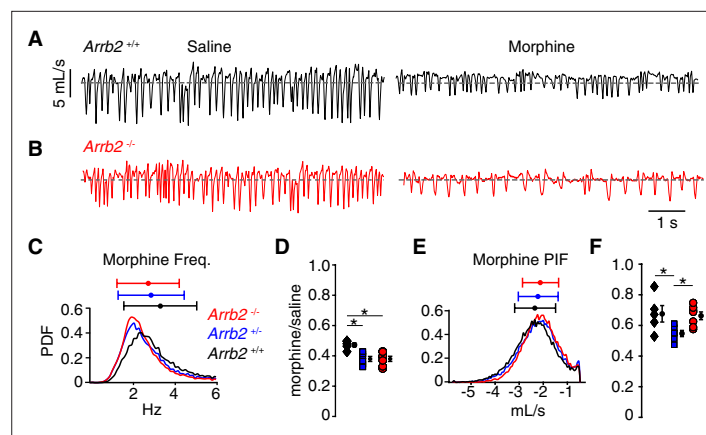 A Arrb2 +/+ Saline Morphine
5 mL/s
B Arrb2 -/-
1 s
C Morphine Freq. D E Morphine PIF F
PDF
0.6
0.4
0.2
0
2 4 6
Hz
Arrb2 -/-
Arrb2 +/-
Arrb2 +/+
morphine/saline
1.0
0.8
0.6
0.4
0.2
0
* *
0.6
0.4
0.2
0
-5 -4 -3 -2 -1
mL/s
1.0
0.8
0.6
0.4
0.2
0
* *